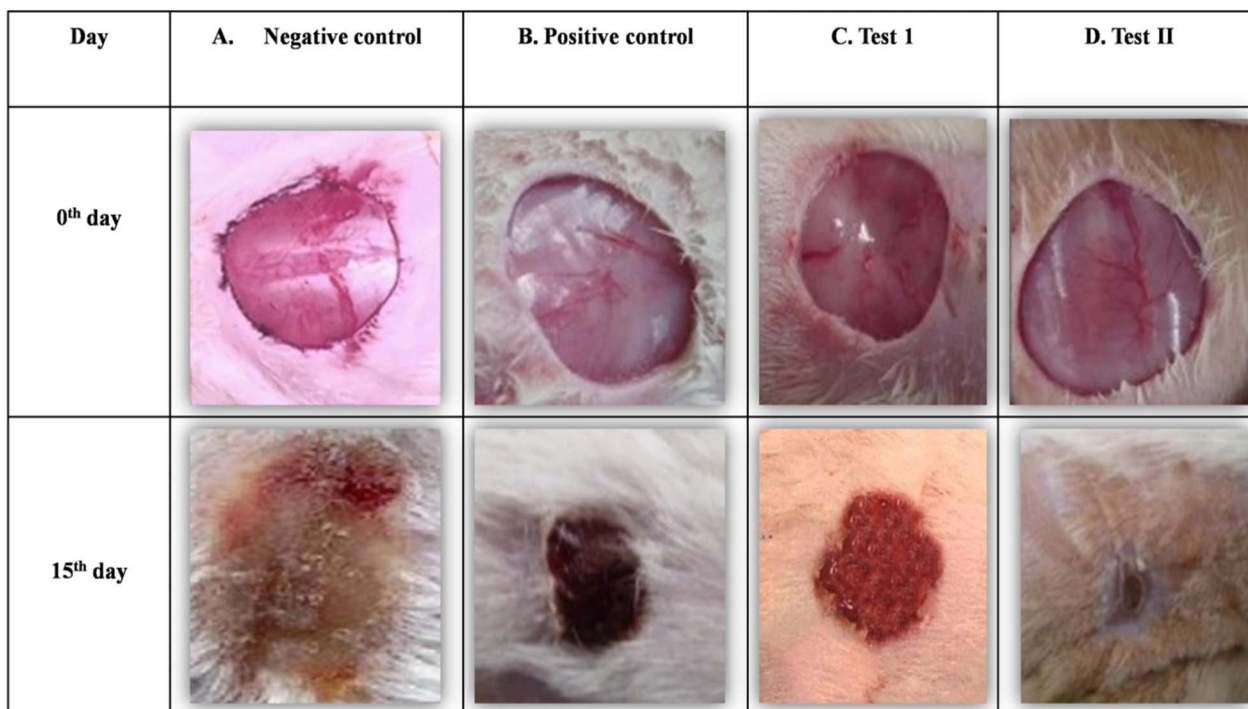 Day
A. Negative control
B. Positive control
C. Test 1
D. Test II
0th day
15th day